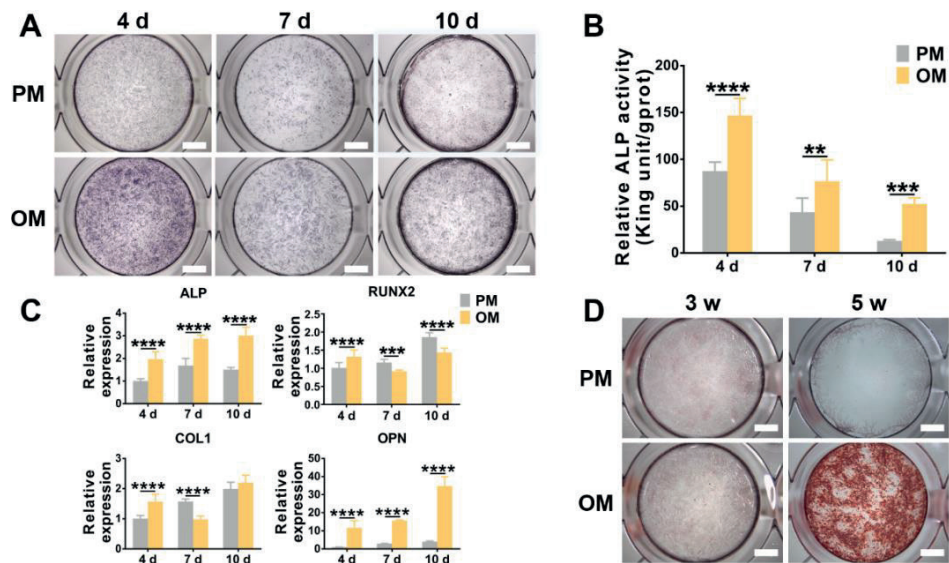 A
4 d
7 d
10 d
PM
OM
B
PM
OM
Relative ALP activity
(King unit/gprot)
200
150
100
50
0
****
**
***
4 d
7 d
10 d
C
ALP
Relative
expression
4
3
2
1
0
****
****
****
4 d
7 d
10 d
RUNX2
PM
OM
Relative
expression
2.5
2.0
1.5
1.0
0.5
0.0
****
***
****
4 d
7 d
10 d
COL1
Relative
expression
3
2
1
0
****
****
4 d
7 d
10 d
OPN
Relative
expression
50
40
30
20
10
0
****
****
****
4 d
7 d
10 d
D
3 w
5 w
PM
OM